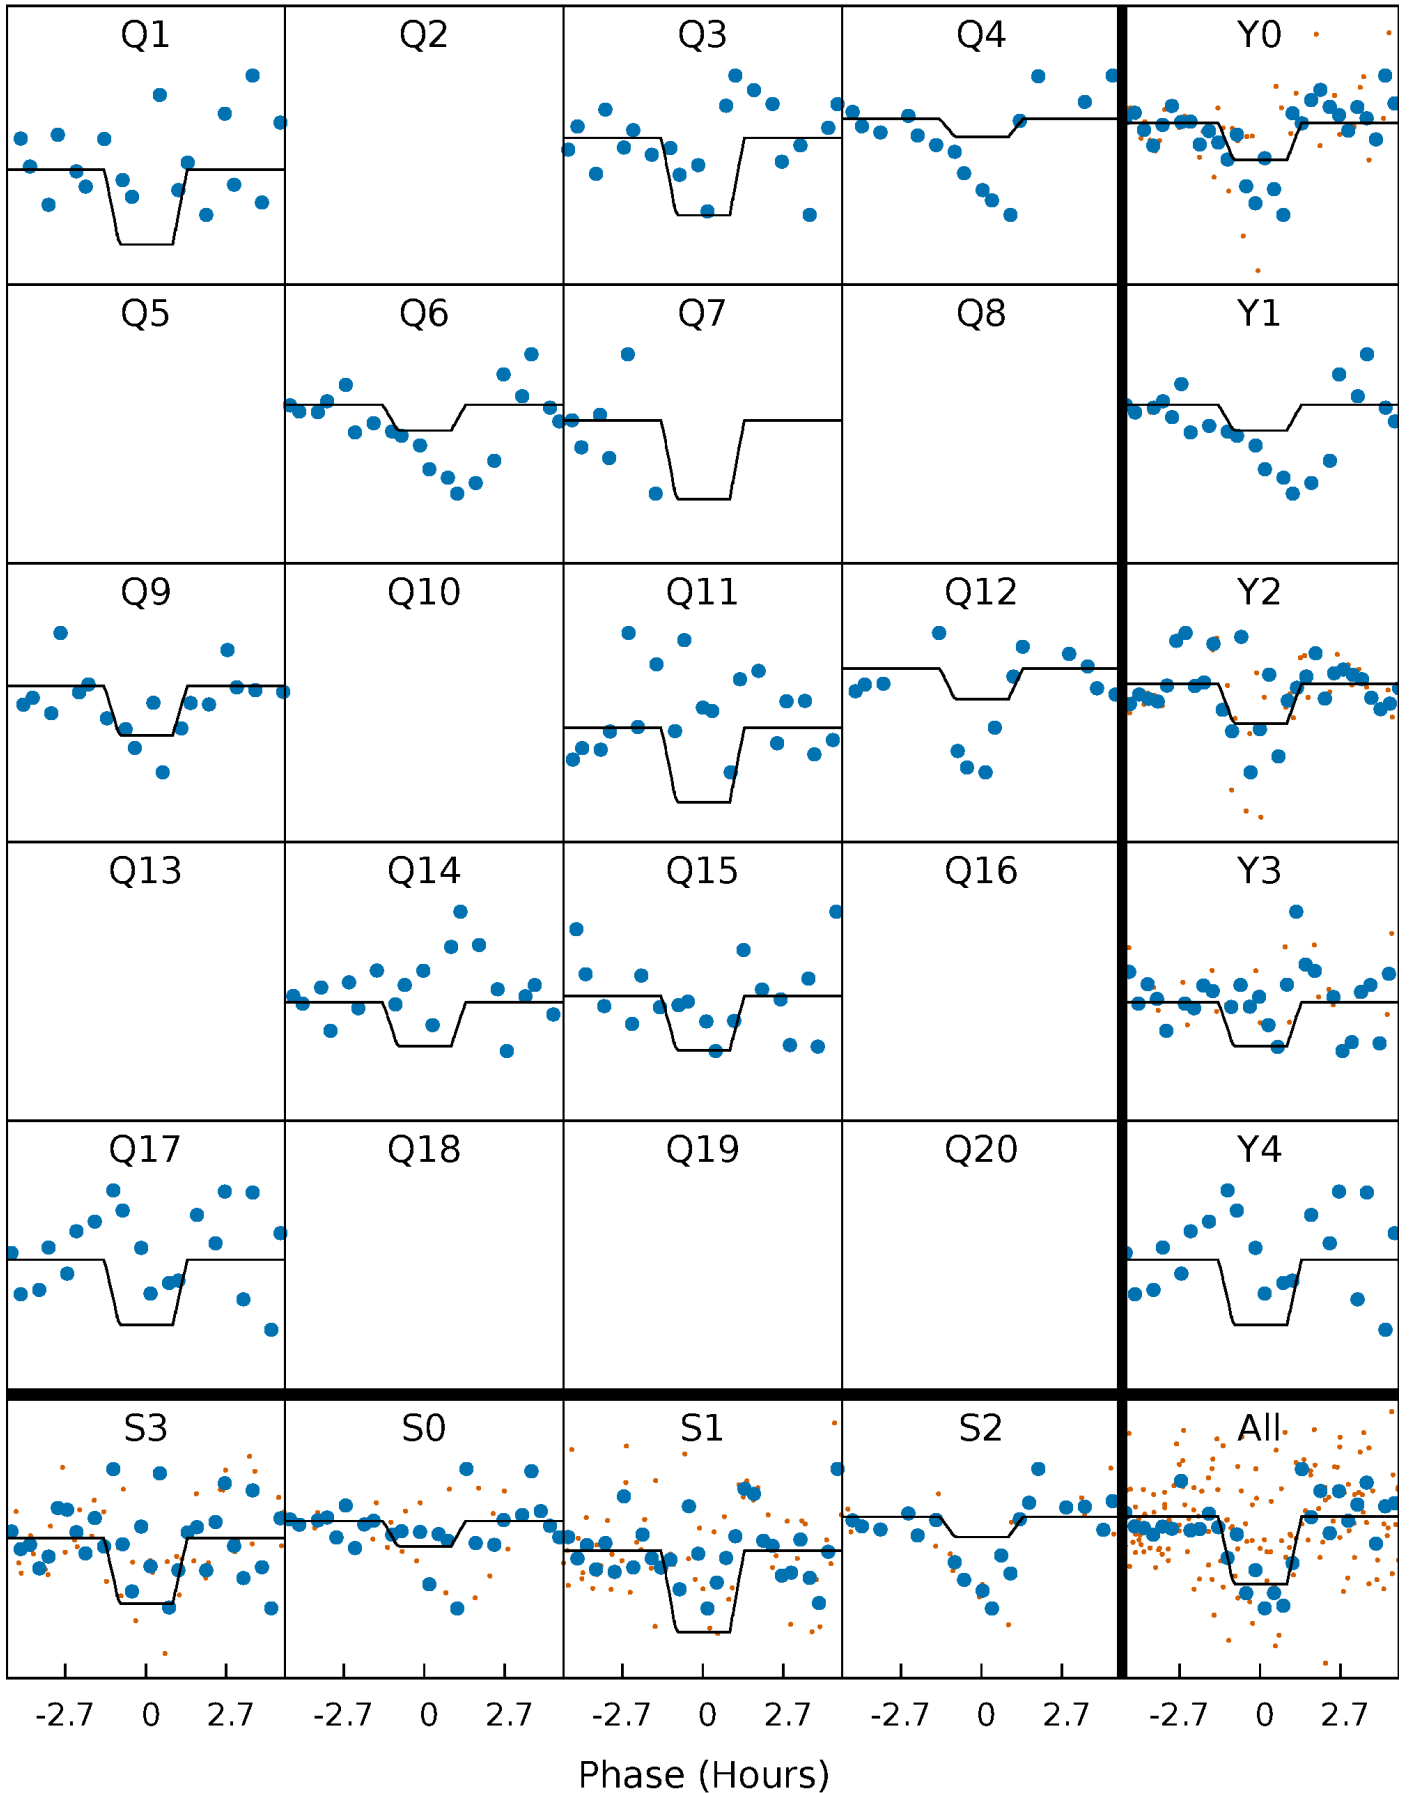 Q1 Q2 Q3 Q4 Y0
Q5 Q6 Q7 Q8 Y1
Q9 Q10 Q11 Q12 Y2
Q13 Q14 Q15 Q16 Y3
Q17 Q18 Q19 Q20 Y4
S3 S0 S1 S2 All
-2.7 0 2.7 -2.7 0 2.7 -2.7 0 2.7 -2.7 0 2.7 -2.7 0 2.7
Phase (Hours)